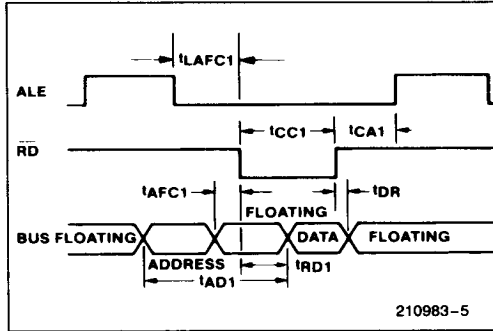 tLAFC1
ALE
tCC1
tCA1
RD
tAFC1
tDR
FLOATING
BUS FLOATING
DATA
FLOATING
ADDRESS
tRD1
tAD1
210983-5